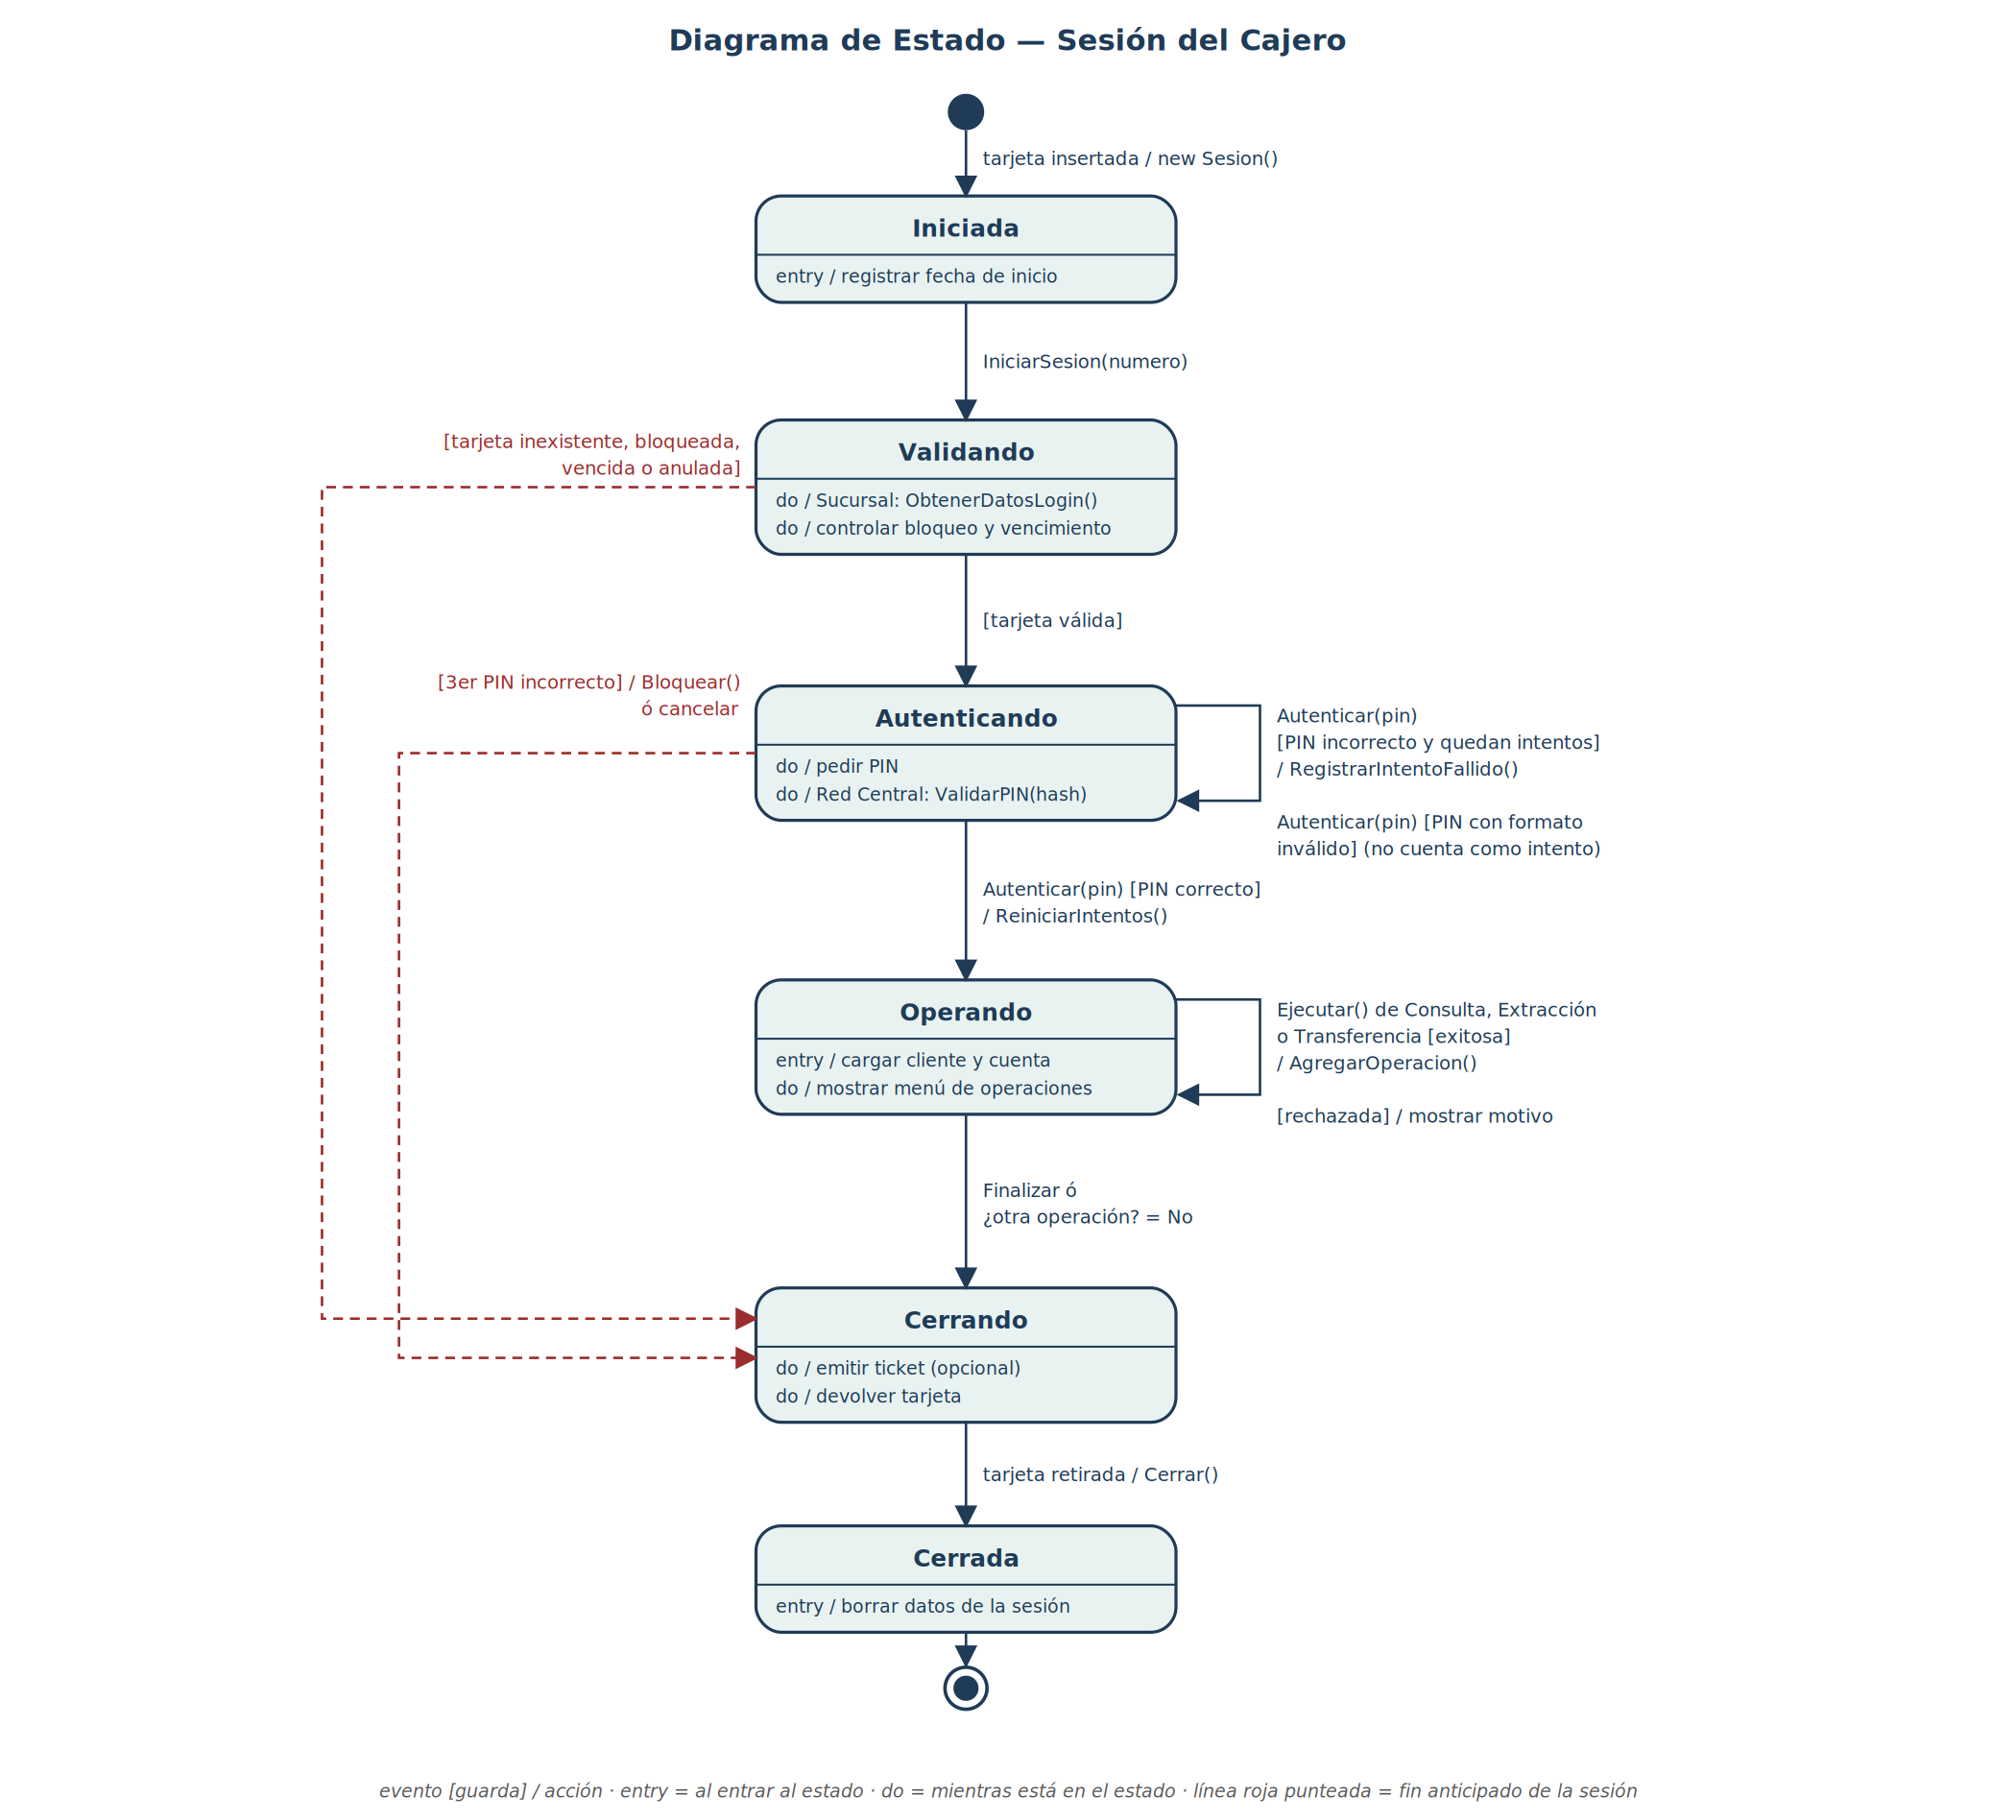 Diagrama de Estado — Sesión del Cajero
tarjeta insertada / new Sesion()
Iniciada
entry / registrar fecha de inicio
IniciarSesion(numero)
[tarjeta inexistente, bloqueada,
vencida o anulada]
Validando
do / Sucursal: ObtenerDatosLogin()
do / controlar bloqueo y vencimiento
[tarjeta válida]
[3er PIN incorrecto] / Bloquear()
ó cancelar
Autenticando
do / pedir PIN
do / Red Central: ValidarPIN(hash)
Autenticar(pin)
[PIN incorrecto y quedan intentos]
/ RegistrarIntentoFallido()
Autenticar(pin) [PIN con formato
inválido] (no cuenta como intento)
Autenticar(pin) [PIN correcto]
/ ReiniciarIntentos()
Operando
entry / cargar cliente y cuenta
do / mostrar menú de operaciones
Ejecutar() de Consulta, Extracción
o Transferencia [exitosa]
/ AgregarOperacion()
[rechazada] / mostrar motivo
Finalizar ó
¿otra operación? = No
Cerrando
do / emitir ticket (opcional)
do / devolver tarjeta
tarjeta retirada / Cerrar()
Cerrada
entry / borrar datos de la sesión
evento [guarda] / acción · entry = al entrar al estado · do = mientras está en el estado · línea roja punteada = fin anticipado de la sesión